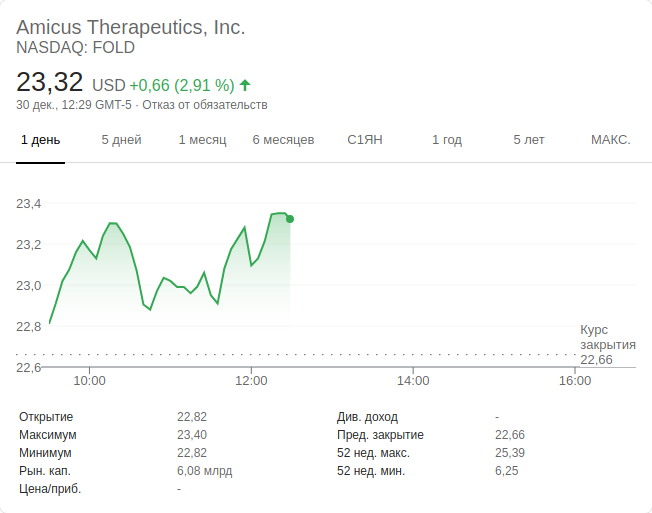 Amicus Therapeutics, Inc.
NASDAQ: FOLD
23,32 USD +0,66 (2,91 %)
30 дек., 12:29 GMT-5 · Отказ от обязательств
1 день 5 дней 1 месяц 6 месяцев С1ЯН 1 год 5 лет МАКС.
23,4
23,2
23,0
22,8
Курс
закрытия
22,66
22,6
10:00 12:00 14:00 16:00
Открытие 22,82 Див. доход -
Максимум 23,40 Пред. закрытие 22,66
Минимум 22,82 52 нед. макс. 25,39
Рын. кап. 6,08 млрд 52 нед. мин. 6,25
Цена/приб. -